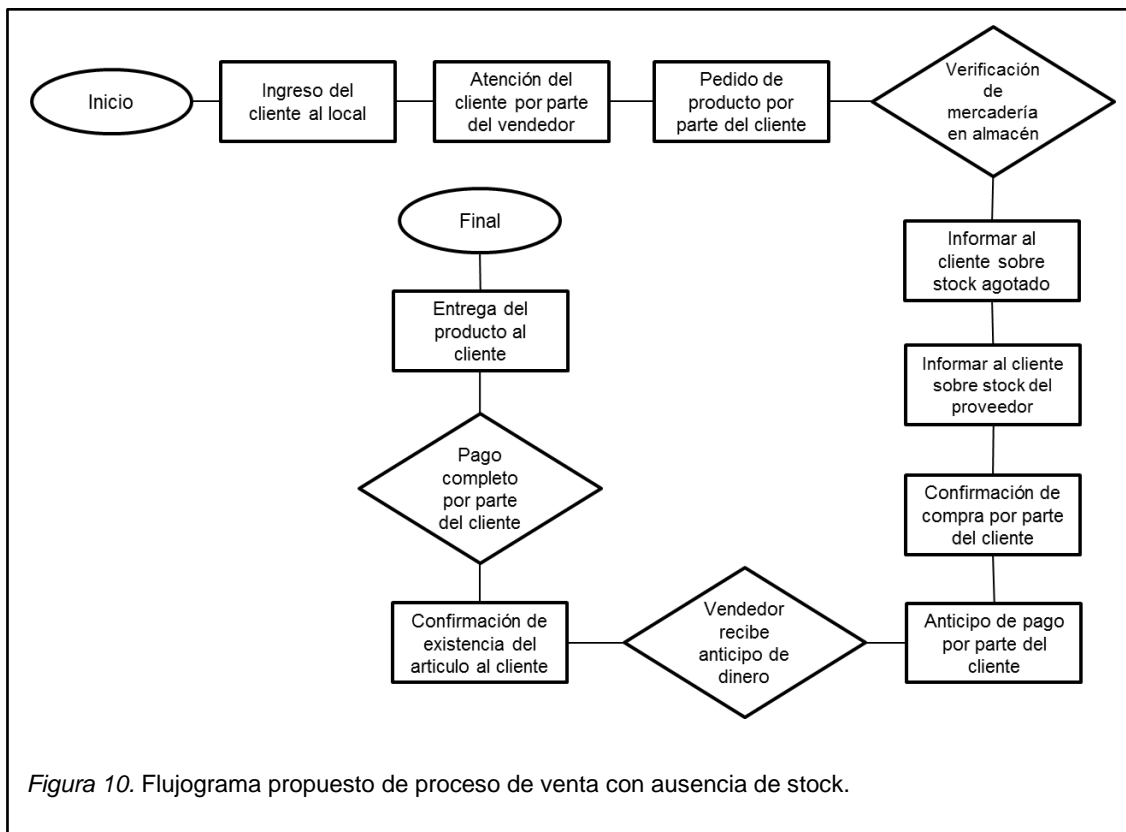 Inicio
Ingreso del
cliente al local
Atención del
cliente por parte
del vendedor
Pedido de
producto por
parte del cliente
Verificación
de
mercadería
en almacén
Informar al
cliente sobre
stock agotado
Informar al cliente
sobre stock del
proveedor
Confirmación de
compra por parte
del cliente
Anticipo de pago
por parte del
cliente
Vendedor
recibe
anticipo de
dinero
Confirmación de
existencia del
articulo al cliente
Pago
completo
por parte
del cliente
Entrega del
producto al
cliente
Final
Figura 10. Flujograma propuesto de proceso de venta con ausencia de stock.